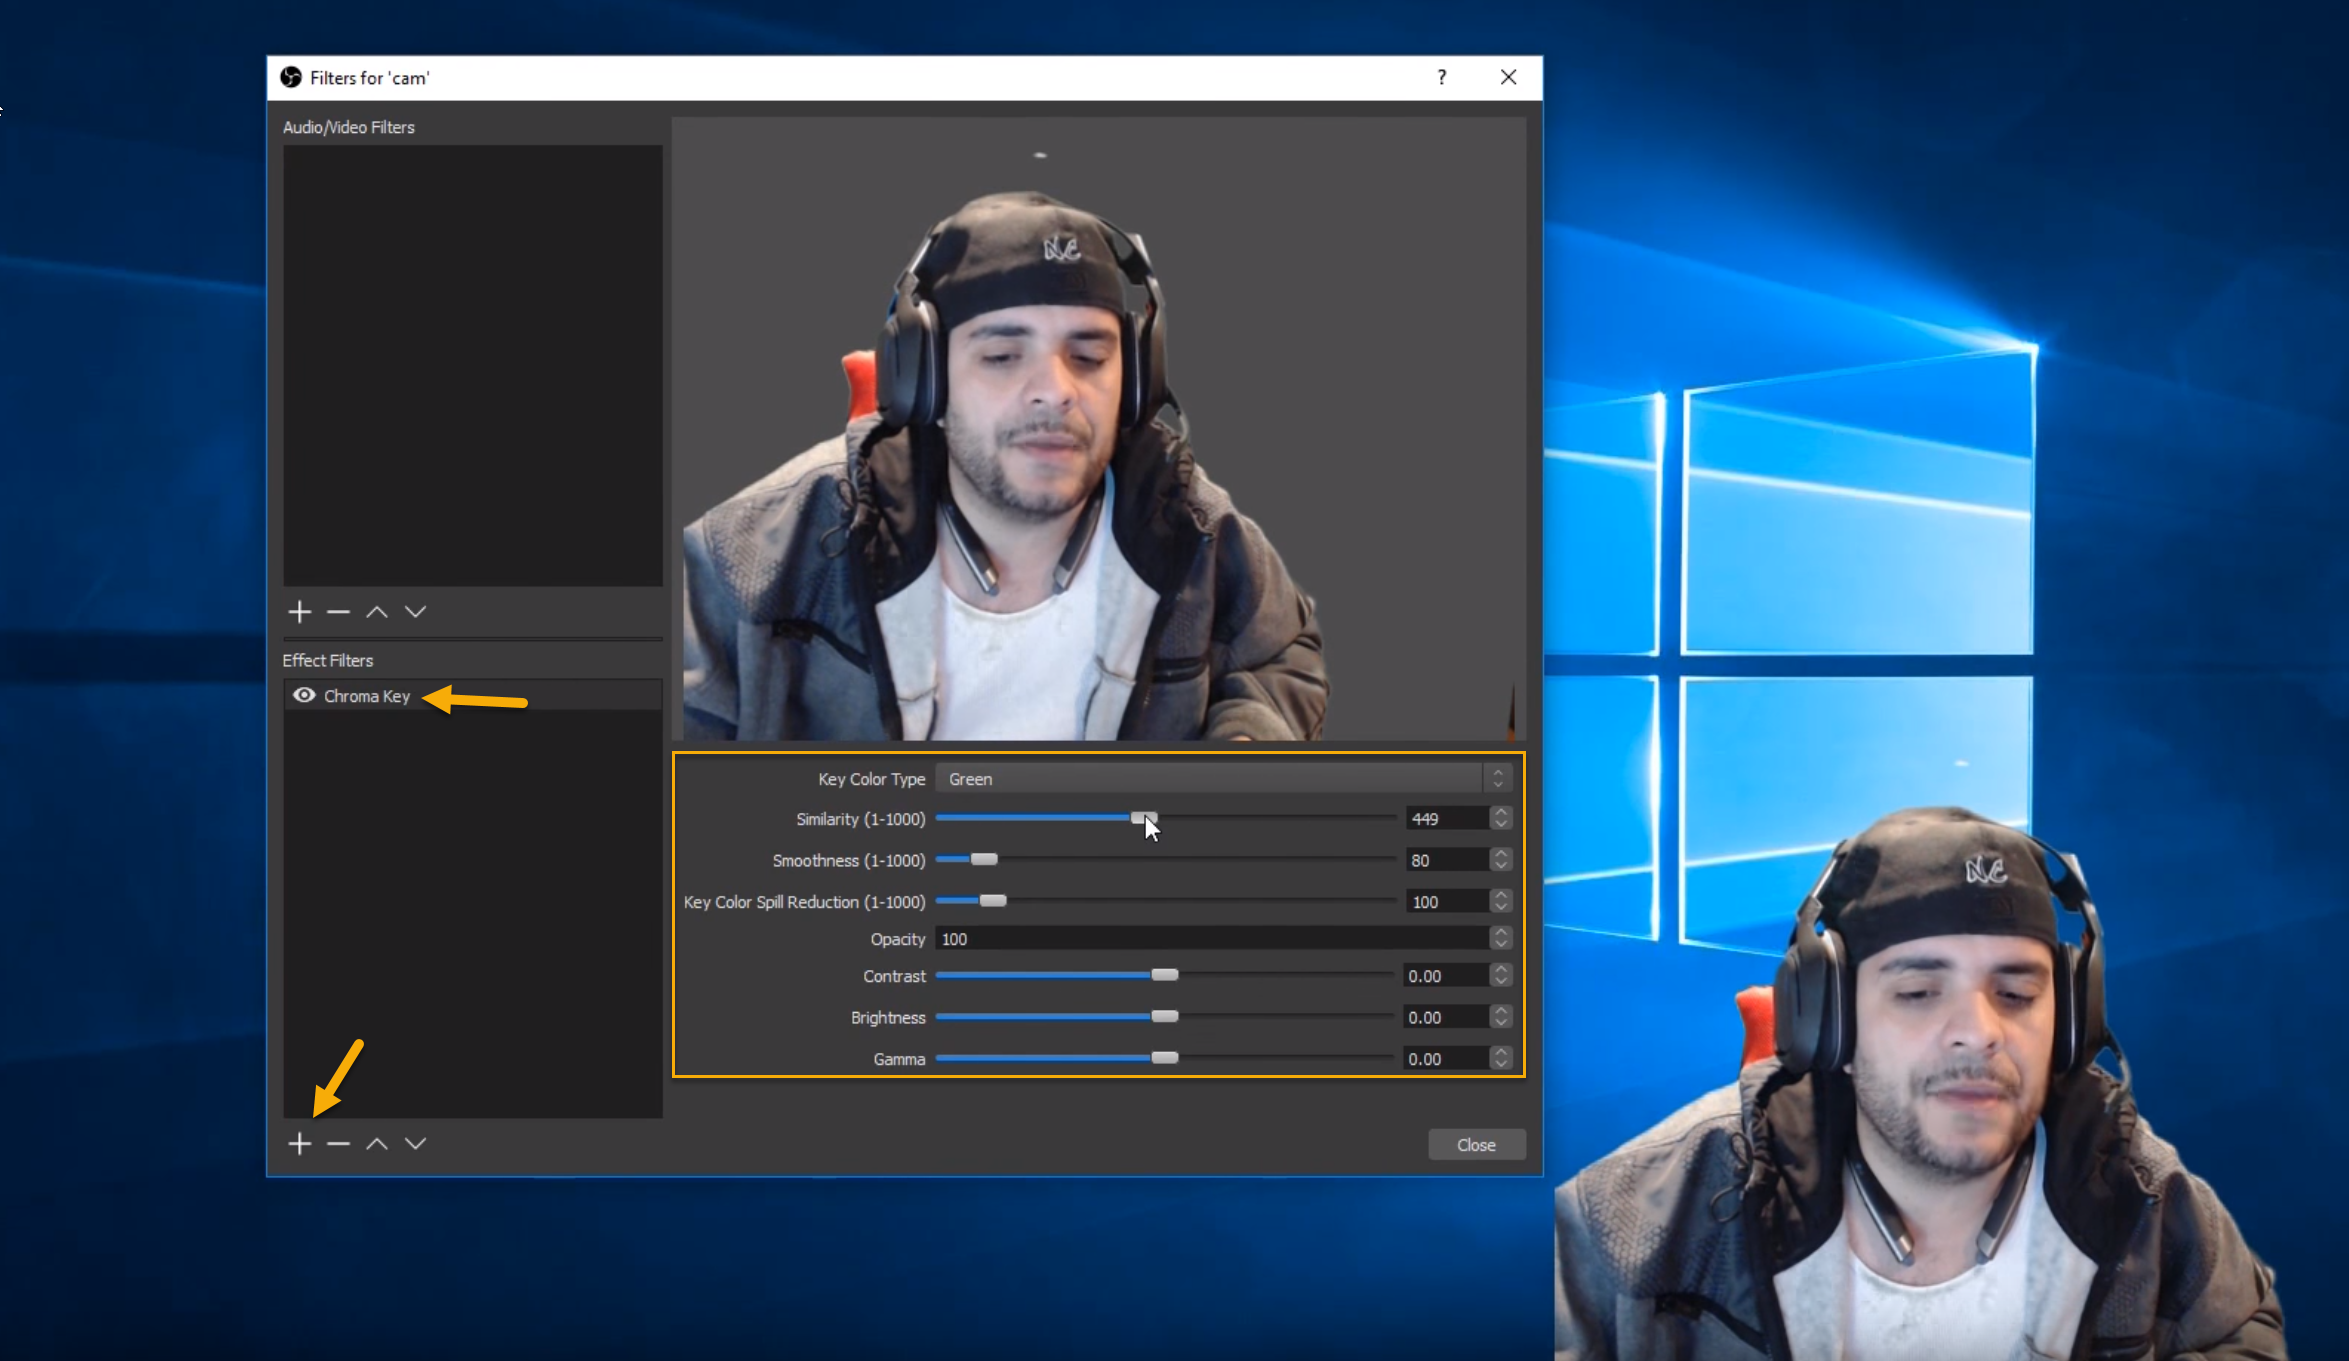 Filters for 'cam'
?
Audio/Video Filters
NC
Effect Filters
Chroma Key
Key Color Type Green
Similarity (1-1000) 449
Smoothness (1-1000) 80
Key Color Spill Reduction (1-1000) 100
Opacity 100
Contrast 0.00
Brightness 0.00
Gamma 0.00
Close
NC